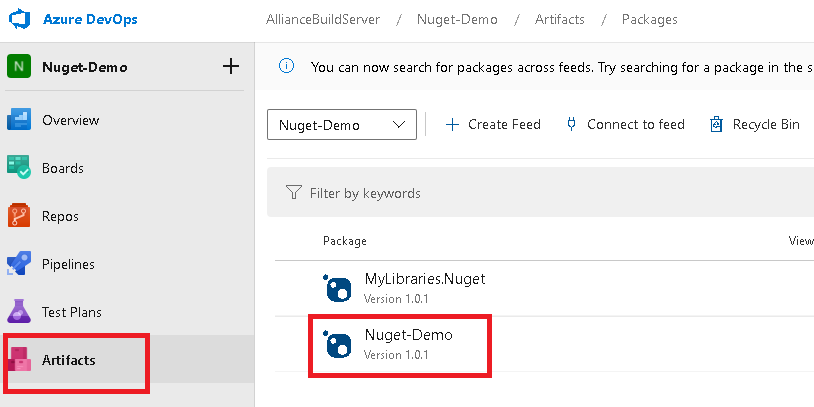 Azure DevOps
AllianceBuildServer / Nuget-Demo / Artifacts / Packages
N Nuget-Demo +
You can now search for packages across feeds. Try searching for a package in the s
Overview
Nuget-Demo
Create Feed
Connect to feed
Recycle Bin
Boards
Filter by keywords
Repos
Package
View
Pipelines
MyLibraries.Nuget
Version 1.0.1
Test Plans
Nuget-Demo
Version 1.0.1
Artifacts